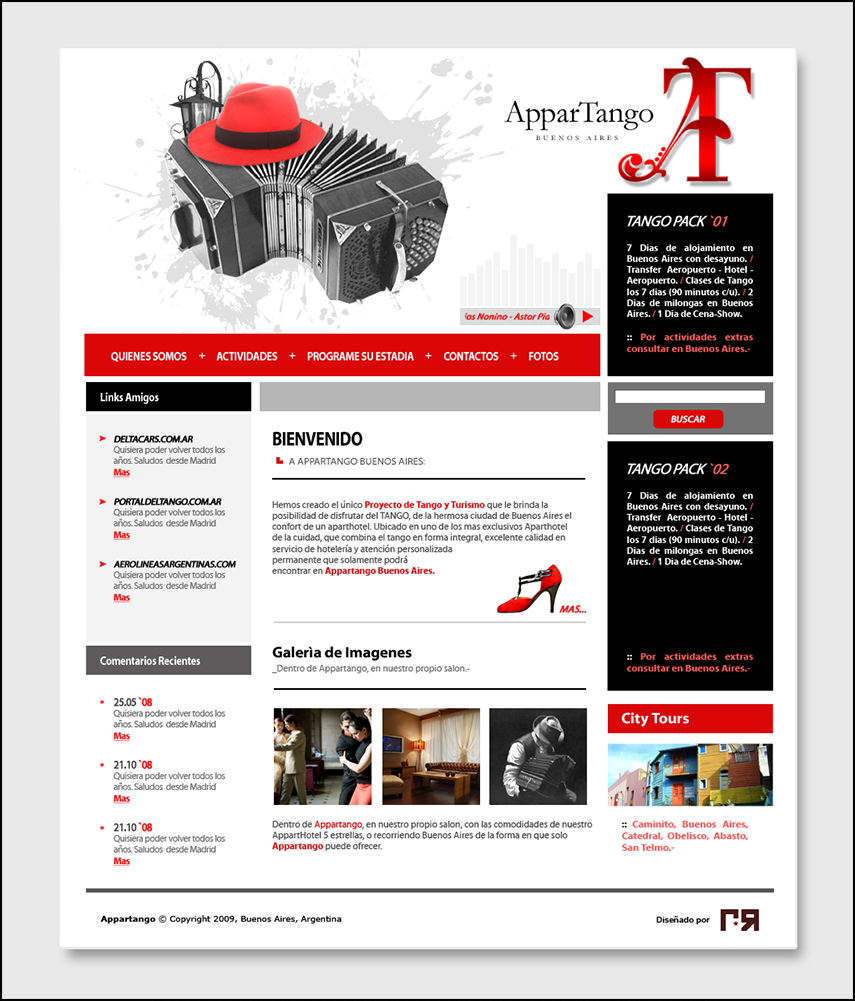 ApparTango
BUENOS AIRES
AT
TANGO PACK `01
7 Dias de alojamiento en
Buenos Aires con desayuno. /
Transfer Aeropuerto - Hotel -
Aeropuerto. / Clases de Tango
los 7 dias (90 minutos c/u). / 2
Dias de milongas en Buenos
Aires. / 1 Dia de Cena-Show.
:: Por actividades extras
consultar en Buenos Aires.-
ios Nonino - Astor Pia
QUIENES SOMOS + ACTIVIDADES + PROGRAME SU ESTADIA + CONTACTOS + FOTOS
Links Amigos
DELTACARS.COM.AR
Quisiera poder volver todos los
años. Saludos desde Madrid
Mas
PORTALDELTANGO.COM.AR
Quisiera poder volver todos los
años. Saludos desde Madrid
Mas
AEROLINEASARGENTINAS.COM
Quisiera poder volver todos los
años. Saludos desde Madrid
Mas
Comentarios Recientes
25.05 `08
Quisiera poder volver todos los
años. Saludos desde Madrid
Mas
21.10 `08
Quisiera poder volver todos los
años. Saludos desde Madrid
Mas
21.10 `08
Quisiera poder volver todos los
años. Saludos desde Madrid
Mas
BIENVENIDO
A APPARTANGO BUENOS AIRES:
Hemos creado el único Proyecto de Tango y Turismo que le brinda la
posibilidad de disfrutar del TANGO, de la hermosa ciudad de Buenos Aires el
confort de un aparthotel. Ubicado en uno de los mas exclusivos Aparthotel
de la cuidad, que combina el tango en forma integral, excelente calidad en
servicio de hotelería y atención personalizada
permanente que solamente podrá
encontrar en Appartango Buenos Aires.
MAS...
Galerìa de Imagenes
_Dentro de Appartango, en nuestro propio salon.-
Dentro de Appartango, en nuestro propio salon, con las comodidades de nuestro
AppartHotel 5 estrellas, o recorriendo Buenos Aires de la forma en que solo
Appartango puede ofrecer.
BUSCAR
TANGO PACK `02
7 Dias de alojamiento en
Buenos Aires con desayuno. /
Transfer Aeropuerto - Hotel -
Aeropuerto. / Clases de Tango
los 7 dias (90 minutos c/u). / 2
Dias de milongas en Buenos
Aires. / 1 Dia de Cena-Show.
:: Por actividades extras
consultar en Buenos Aires.-
City Tours
:: Caminito, Buenos Aires,
Catedral, Obelisco, Abasto,
San Telmo.-
Appartango © Copyright 2009, Buenos Aires, Argentina
Diseñado por